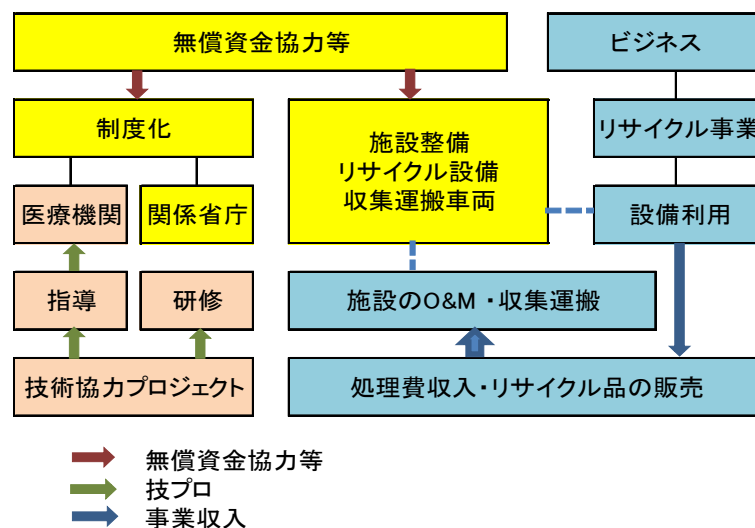 無償資金協力等
ビジネス
制度化
施設整備
リサイクル設備
収集運搬車両
リサイクル事業
医療機関
関係省庁
設備利用
指導
研修
施設のO&M・収集運搬
技術協力プロジェクト
処理費収入・リサイクル品の販売
無償資金協力等
技プロ
事業収入